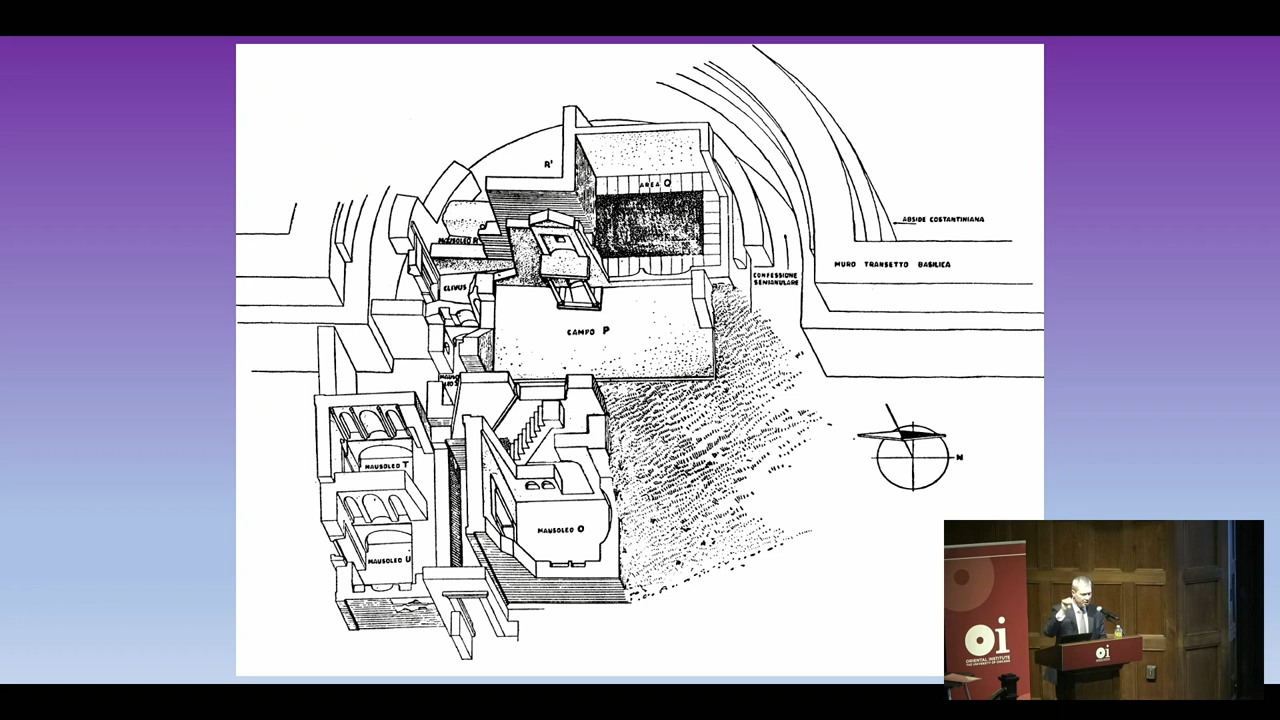 R'
AREA Q
ABSIDE COSTANTINIANA
MAUSOLEO R
MURO TRANSETTO BASILICA
CONFESSIONE
SEMIANULARE
CLIVUS
CAMPO P
MAUSOLEO T
N
MAUSOLEO O
MAUSOLEO U
oi
ORIENTAL INSTITUTE
THE UNIVERSITY OF CHICAGO
oi